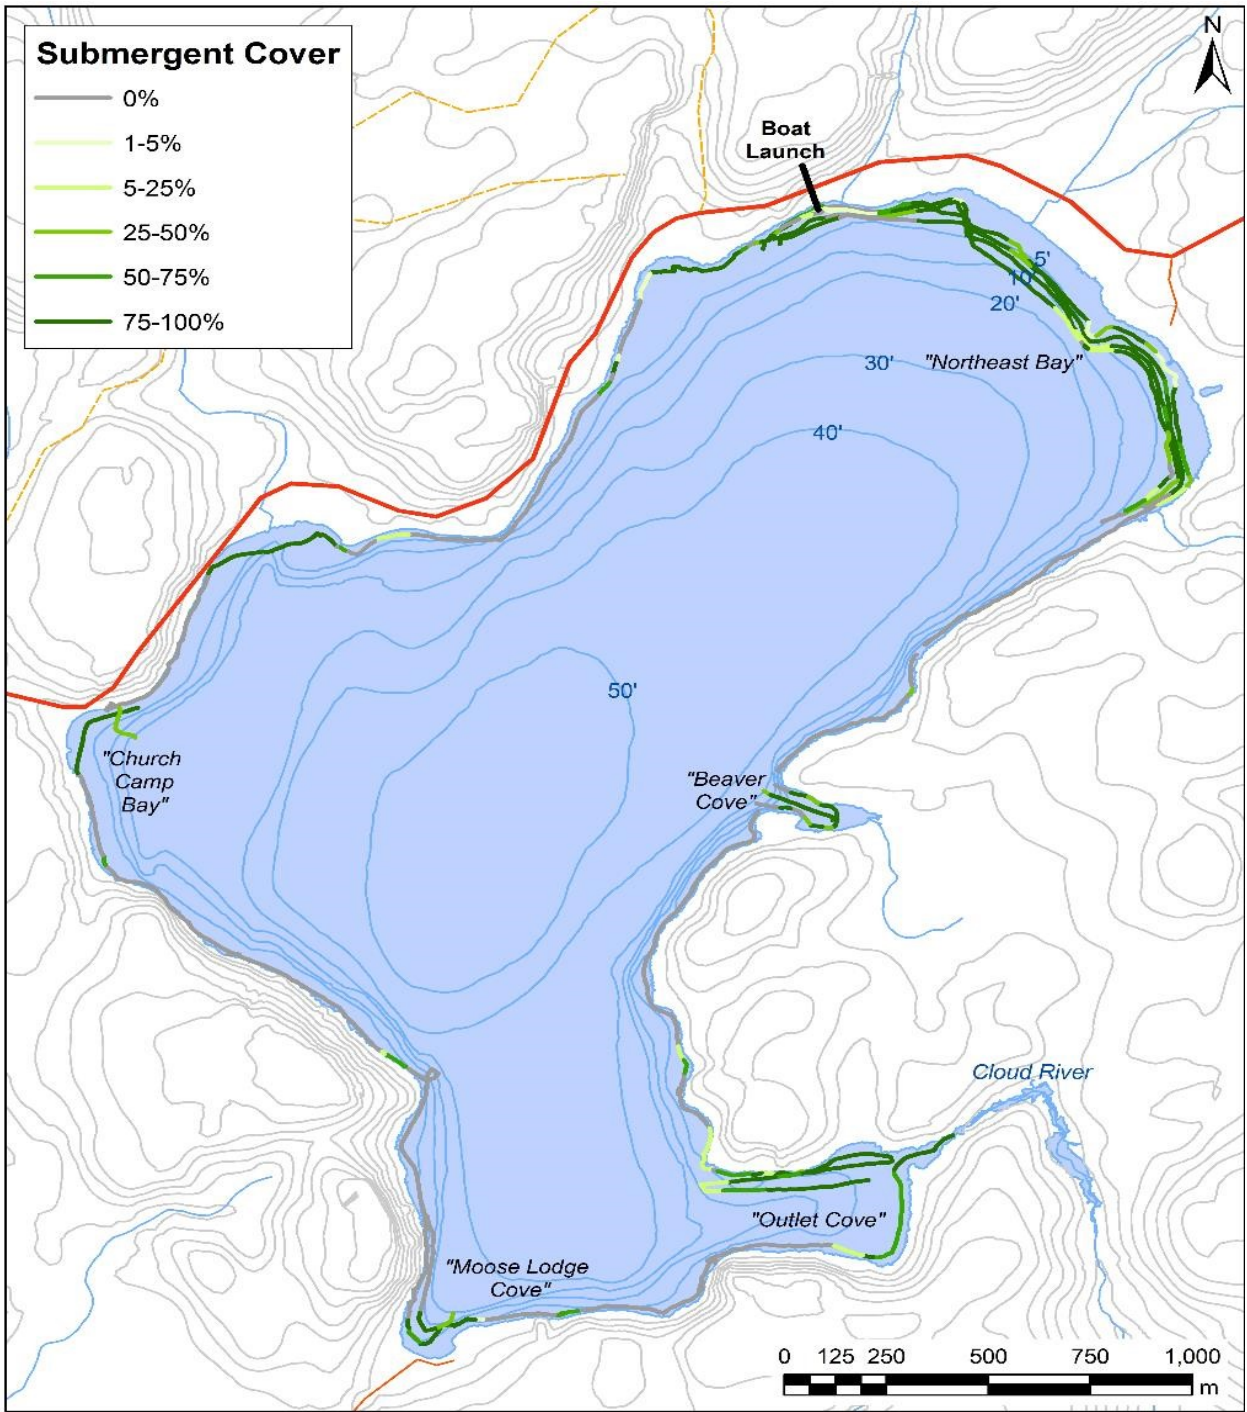 Submergent Cover
0%
1-5%
5-25%
25-50%
50-75%
75-100%
N
Boat
Launch
5'
10'
20'
"Northeast Bay"
30'
40'
50'
"Church
Camp
Bay"
"Beaver
Cove"
Cloud River
"Outlet Cove"
"Moose Lodge
Cove"
0 125 250 500 750 1,000
m